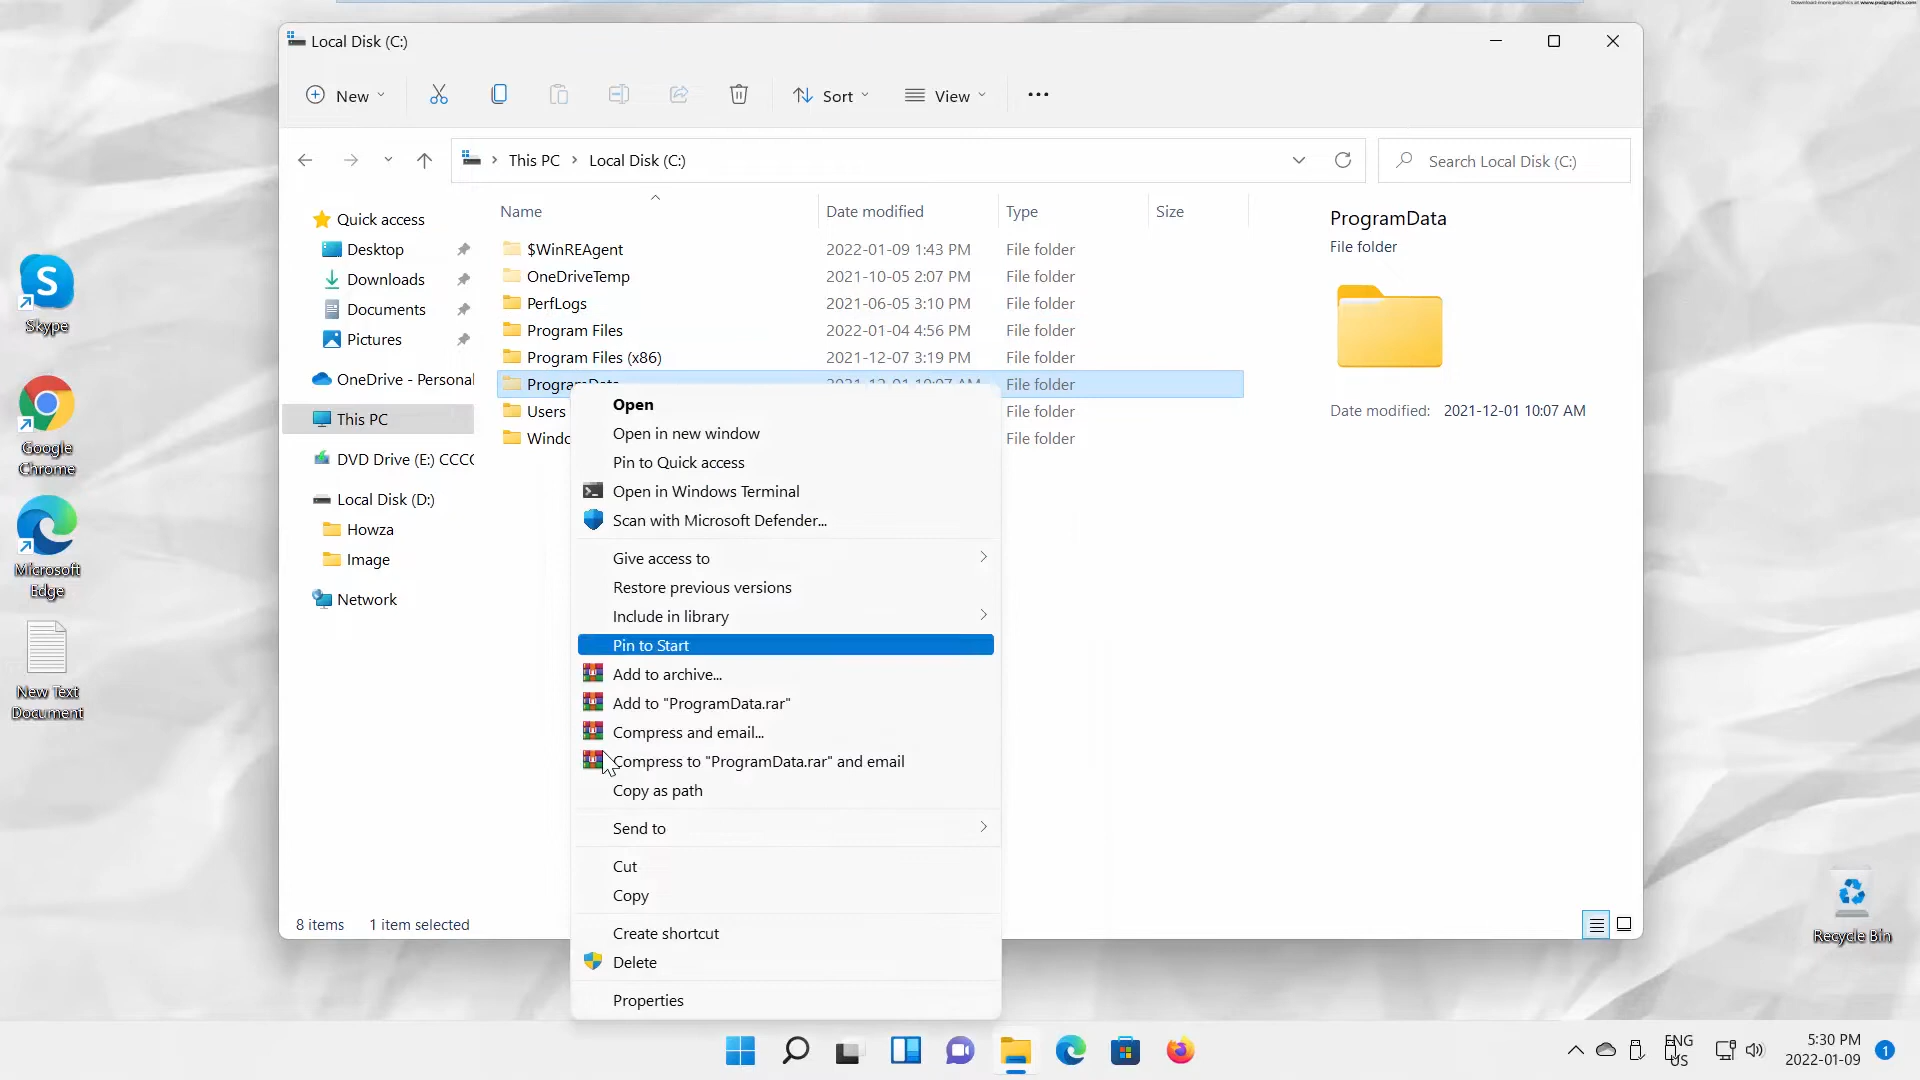 Download more graphics at www.psdgraphics.com
Local Disk (C:)
New
Sort
View
This PC
Local Disk (C:)
Search Local Disk (C:)
Name
Date modified
Type
Size
Quick access
Desktop
Downloads
Documents
Pictures
OneDrive - Personal
This PC
DVD Drive (E:) CCCC
Local Disk (D:)
Howza
Image
Network
$WinREAgent 2022-01-09 1:43 PM File folder
OneDriveTemp 2021-10-05 2:07 PM File folder
PerfLogs 2021-06-05 3:10 PM File folder
Program Files 2022-01-04 4:56 PM File folder
Program Files (x86) 2021-12-07 3:19 PM File folder
ProgramData 2021-12-01 10:07 AM File folder
Users File folder
Windo File folder
Open
Open in new window
Pin to Quick access
Open in Windows Terminal
Scan with Microsoft Defender...
Give access to
Restore previous versions
Include in library
Pin to Start
Add to archive...
Add to "ProgramData.rar"
Compress and email...
Compress to "ProgramData.rar" and email
Copy as path
Send to
Cut
Copy
Create shortcut
Delete
Properties
ProgramData
File folder
Date modified: 2021-12-01 10:07 AM
8 items
1 item selected
Skype
Google
Chrome
Microsoft
Edge
New Text
Document
Recycle Bin
ENG
US
5:30 PM
2022-01-09
1